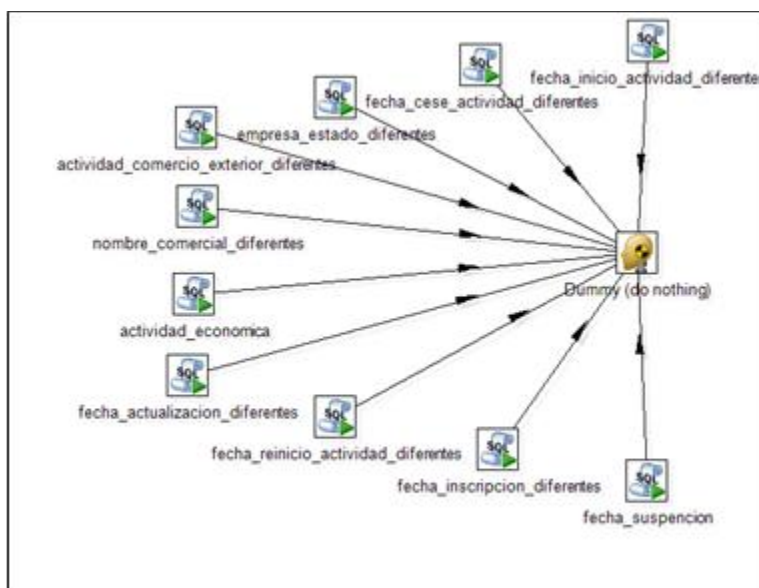 SQL
fecha_inicio_actividad_diferente
SQL
fecha_cese_actividad_diferentes
SQL
empresa_estado_diferentes
SQL
actividad_comercio_exterior_diferentes
SQL
nombre_comercial_diferentes
Dummy (do nothing)
SQL
actividad_economica
SQL
fecha_actualizacion_diferentes
SQL
fecha_reinicio_actividad_diferentes
SQL
fecha_inscripcion_diferentes
SQL
fecha_suspencion